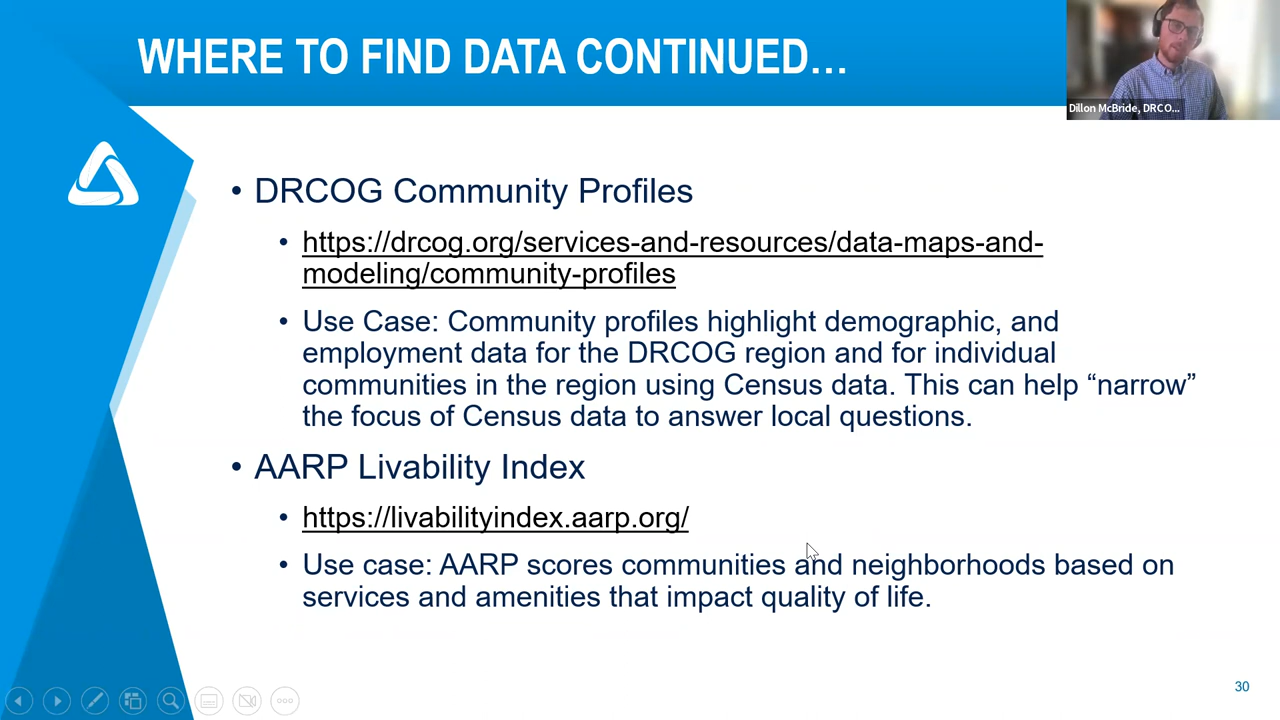 WHERE TO FIND DATA CONTINUED…
Dillon McBride, DRCO...
• DRCOG Community Profiles
• https://drcog.org/services-and-resources/data-maps-and-
modeling/community-profiles
• Use Case: Community profiles highlight demographic, and
employment data for the DRCOG region and for individual
communities in the region using Census data. This can help “narrow”
the focus of Census data to answer local questions.
• AARP Livability Index
• https://livabilityindex.aarp.org/
• Use case: AARP scores communities and neighborhoods based on
services and amenities that impact quality of life.
30